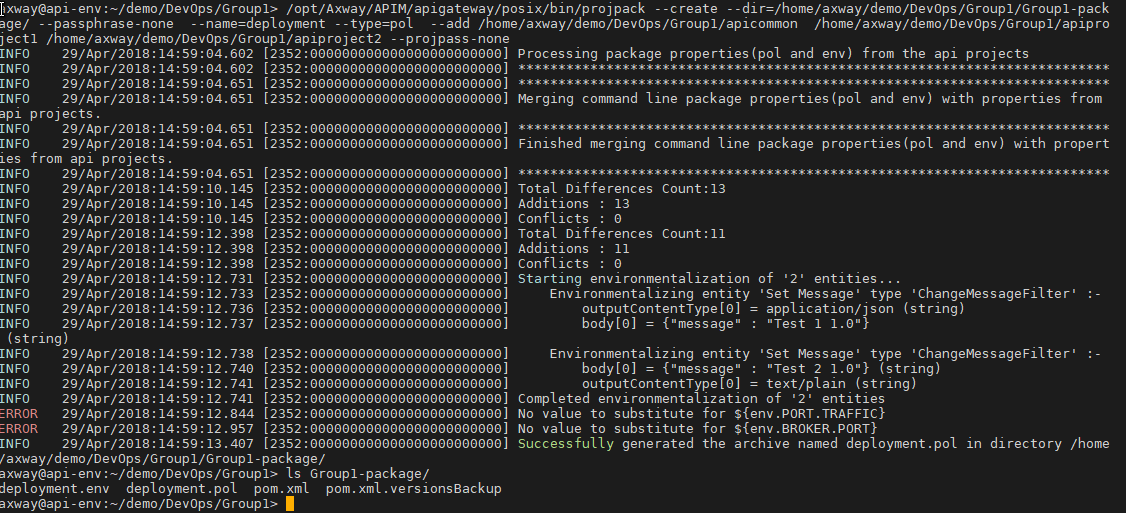 axway@api-env:~/demo/DevOps/Group1> /opt/Axway/APIM/apigateway/posix/bin/projpack --create --dir=/home/axway/demo/DevOps/Group1/Group1-pack
age/ --passphrase-none  --name=deployment --type=pol  --add /home/axway/demo/DevOps/Group1/apicommon  /home/axway/demo/DevOps/Group1/apipro
ject1 /home/axway/demo/DevOps/Group1/apiproject2 --projpass-none
INFO    29/Apr/2018:14:59:04.602 [2352:000000000000000000000000] Processing package properties(pol and env) from the api projects
INFO    29/Apr/2018:14:59:04.602 [2352:000000000000000000000000] **************************************************************************
INFO    29/Apr/2018:14:59:04.651 [2352:000000000000000000000000] **************************************************************************
INFO    29/Apr/2018:14:59:04.651 [2352:000000000000000000000000] Merging command line package properties(pol and env) with properties from
api projects.
INFO    29/Apr/2018:14:59:04.651 [2352:000000000000000000000000] **************************************************************************
INFO    29/Apr/2018:14:59:04.651 [2352:000000000000000000000000] Finished merging command line package properties(pol and env) with propert
ies from api projects.
INFO    29/Apr/2018:14:59:04.651 [2352:000000000000000000000000] **************************************************************************
INFO    29/Apr/2018:14:59:10.145 [2352:000000000000000000000000] Total Differences Count:13
INFO    29/Apr/2018:14:59:10.145 [2352:000000000000000000000000] Additions : 13
INFO    29/Apr/2018:14:59:10.145 [2352:000000000000000000000000] Conflicts : 0
INFO    29/Apr/2018:14:59:12.398 [2352:000000000000000000000000] Total Differences Count:11
INFO    29/Apr/2018:14:59:12.398 [2352:000000000000000000000000] Additions : 11
INFO    29/Apr/2018:14:59:12.398 [2352:000000000000000000000000] Conflicts : 0
INFO    29/Apr/2018:14:59:12.731 [2352:000000000000000000000000] Starting environmentalization of '2' entities...
INFO    29/Apr/2018:14:59:12.733 [2352:000000000000000000000000]     Environmentalizing entity 'Set Message' type 'ChangeMessageFilter' :-
INFO    29/Apr/2018:14:59:12.736 [2352:000000000000000000000000]         outputContentType[0] = application/json (string)
INFO    29/Apr/2018:14:59:12.737 [2352:000000000000000000000000]         body[0] = {"message" : "Test 1 1.0"}
 (string)
INFO    29/Apr/2018:14:59:12.738 [2352:000000000000000000000000]     Environmentalizing entity 'Set Message' type 'ChangeMessageFilter' :-
INFO    29/Apr/2018:14:59:12.740 [2352:000000000000000000000000]         body[0] = {"message" : "Test 2 1.0"} (string)
INFO    29/Apr/2018:14:59:12.741 [2352:000000000000000000000000]         outputContentType[0] = text/plain (string)
INFO    29/Apr/2018:14:59:12.741 [2352:000000000000000000000000] Completed environmentalization of '2' entities
ERROR   29/Apr/2018:14:59:12.844 [2352:000000000000000000000000] No value to substitute for ${env.PORT.TRAFFIC}
ERROR   29/Apr/2018:14:59:12.957 [2352:000000000000000000000000] No value to substitute for ${env.BROKER.PORT}
INFO    29/Apr/2018:14:59:13.407 [2352:000000000000000000000000] Successfully generated the archive named deployment.pol in directory /home
/axway/demo/DevOps/Group1/Group1-package/
axway@api-env:~/demo/DevOps/Group1> ls Group1-package/
deployment.env  deployment.pol  pom.xml  pom.xml.versionsBackup
axway@api-env:~/demo/DevOps/Group1>